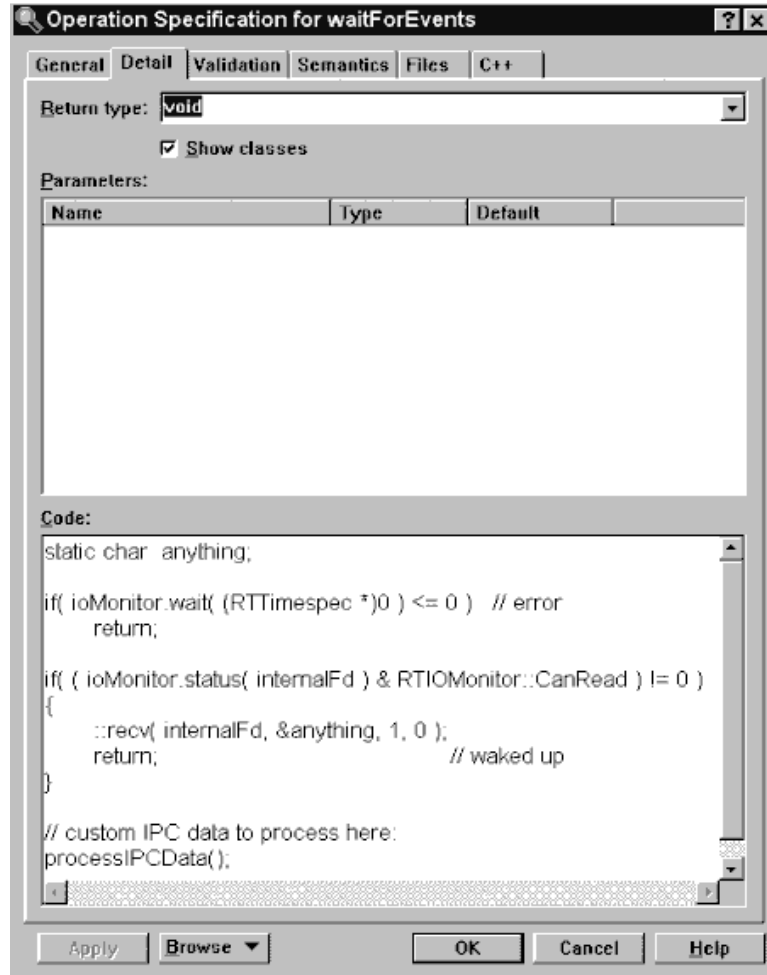 Operation Specification for waitForEvents
General Detail Validation Semantics Files C++
Return type: void
Show classes
Parameters:
Name Type Default
Code:
static char anything;
if( ioMonitor.wait( (RTTimespec *)0 ) <= 0 ) // error
return;
if( ( ioMonitor.status( internalFd ) & RTIOMonitor::CanRead ) != 0 )
{
::recv( internalFd, &anything, 1, 0 );
return; // waked up
}
// custom IPC data to process here:
processIPCData();
Apply Browse OK Cancel Help